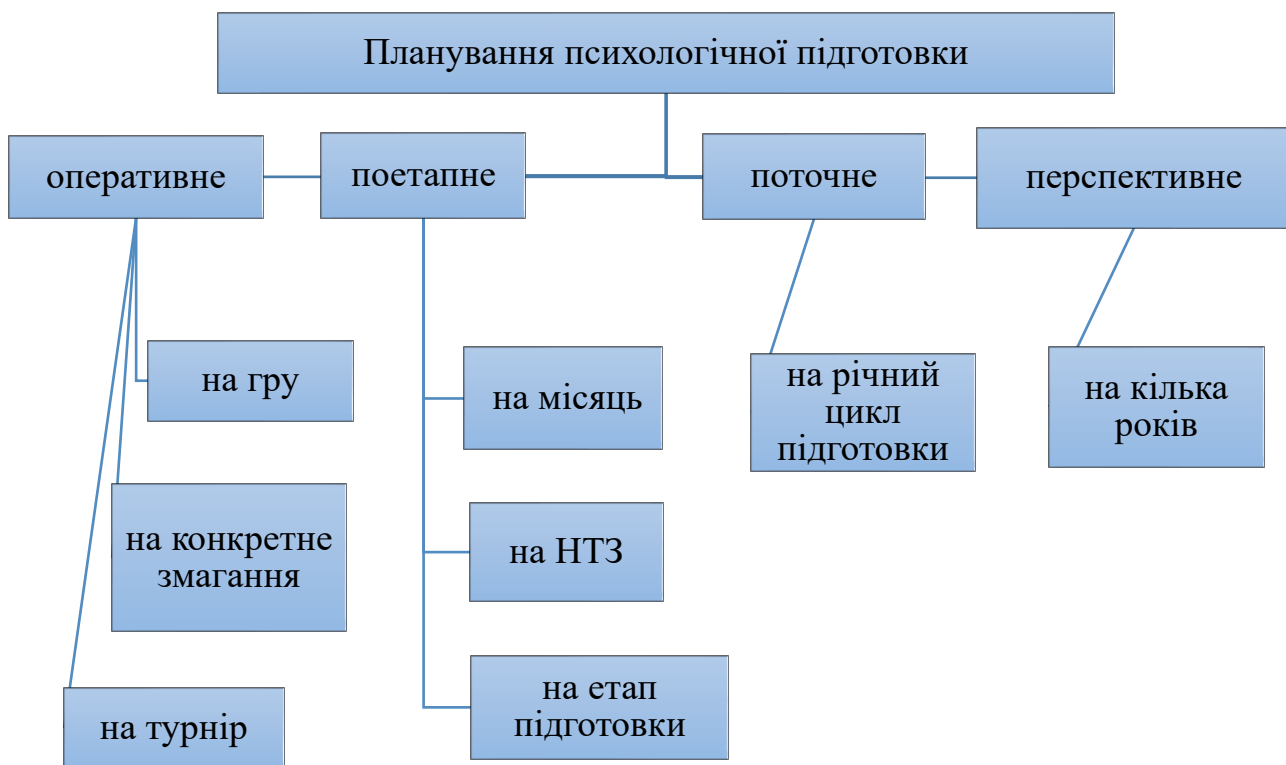 Планування психологічної підготовки
оперативне
поетапне
поточне
перспективне
на гру
на конкретне
змагання
на турнір
на місяць
на НТЗ
на етап
підготовки
на річний
цикл
підготовки
на кілька
років